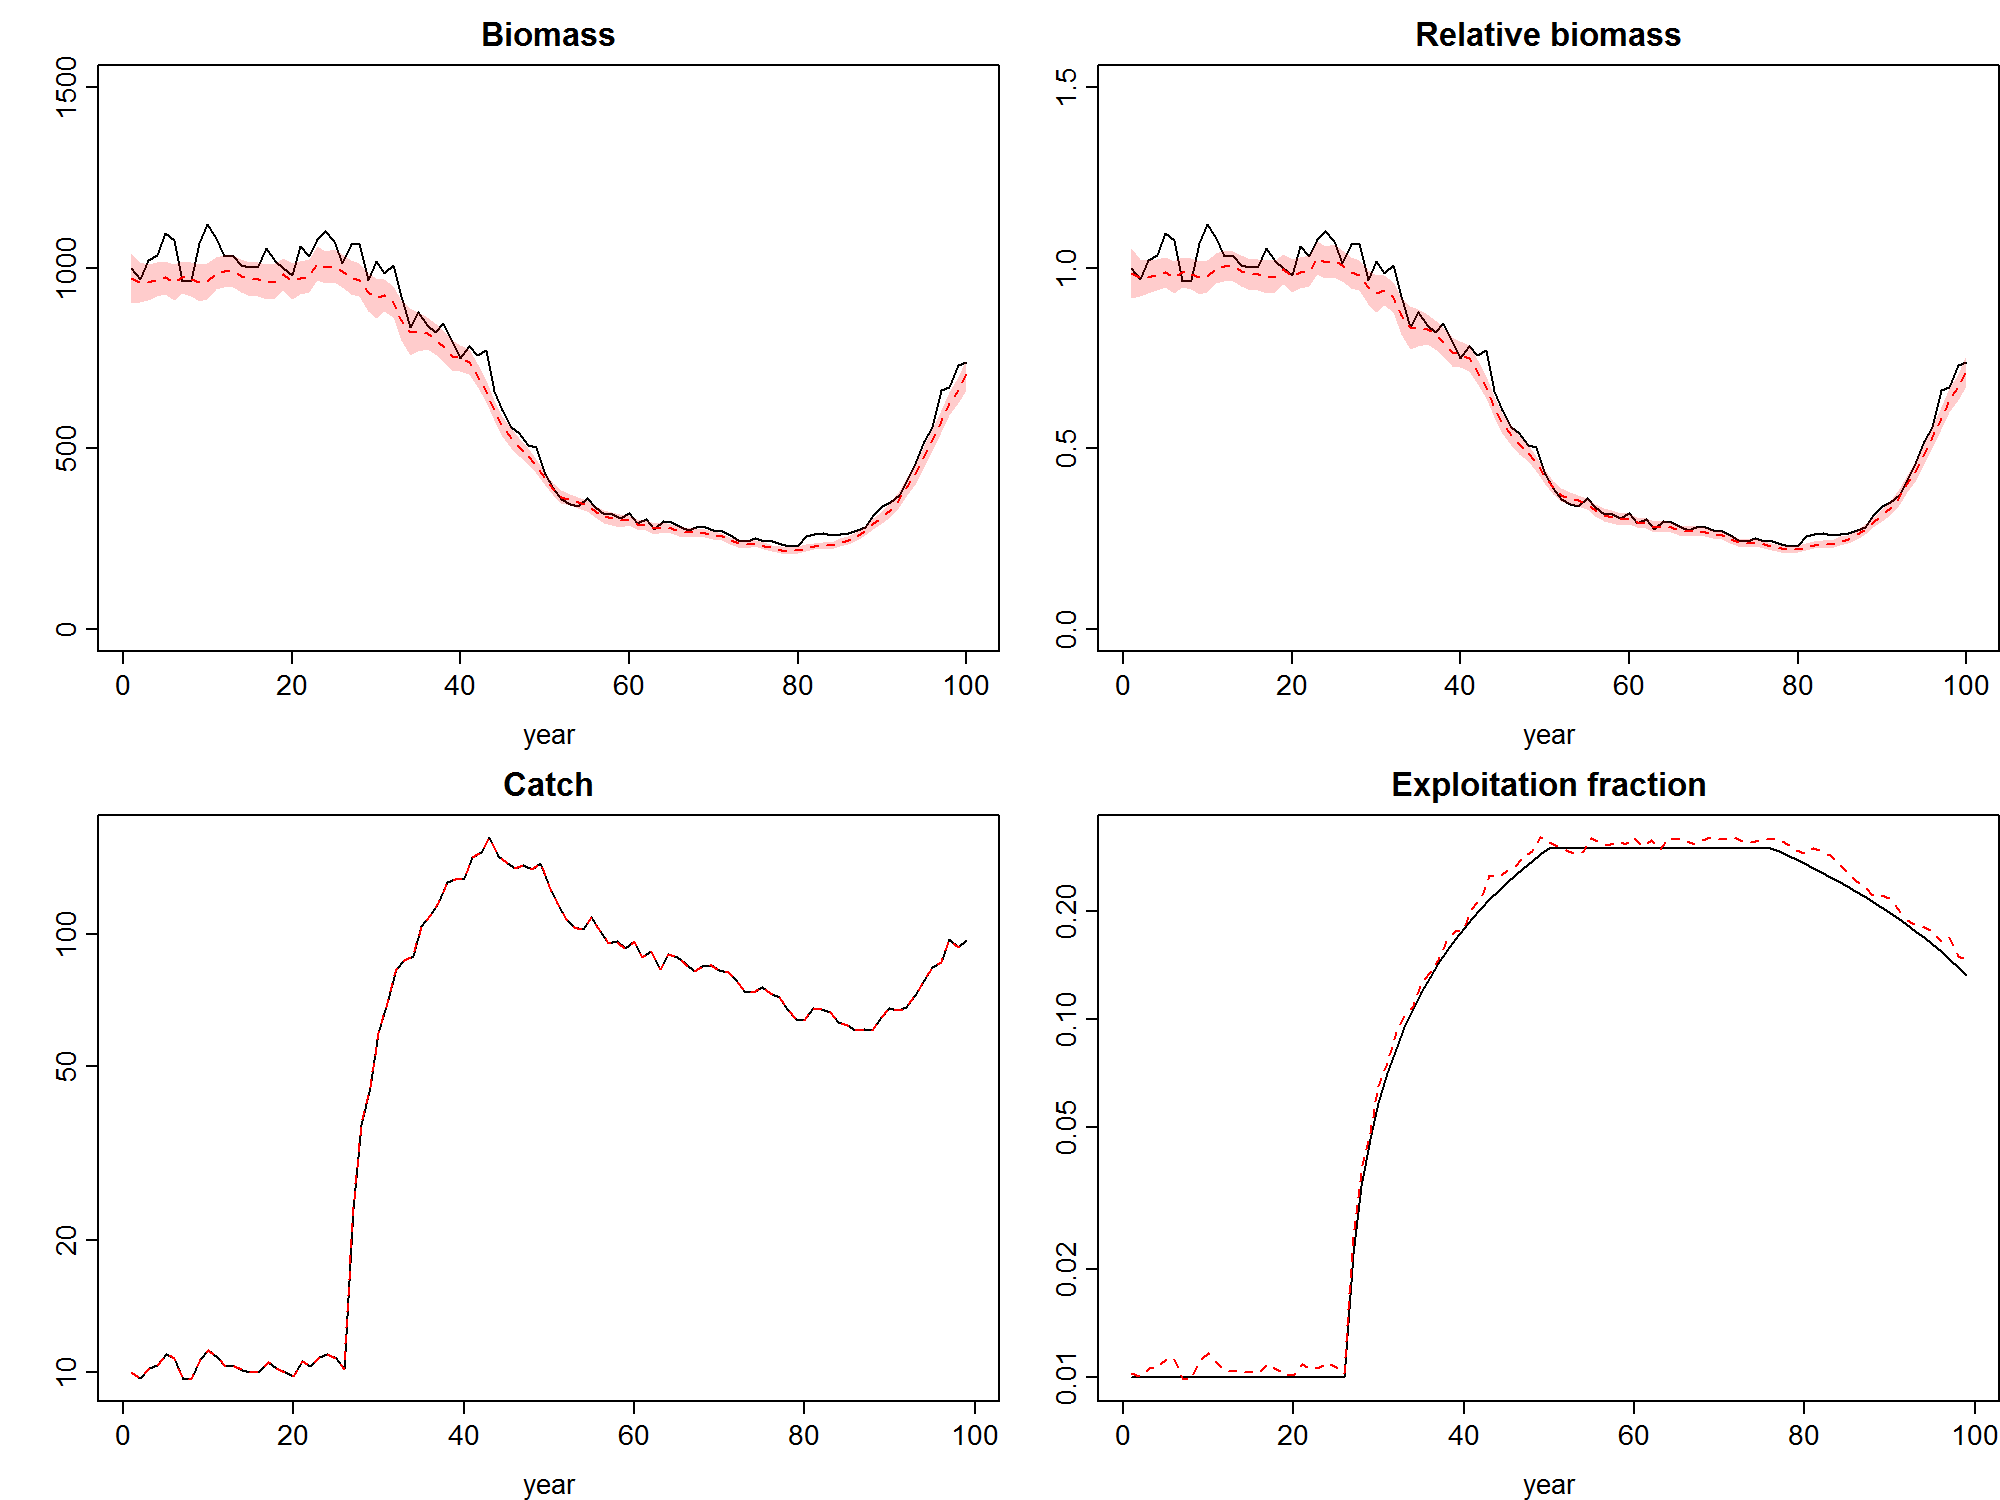 Biomass
1500
1000
500
0
0 20 40 60 80 100
year
Relative biomass
1.5
1.0
0.5
0.0
0 20 40 60 80 100
year
Catch
100
50
20
10
0 20 40 60 80 100
year
Exploitation fraction
0.20
0.10
0.05
0.02
0.01
0 20 40 60 80 100
year